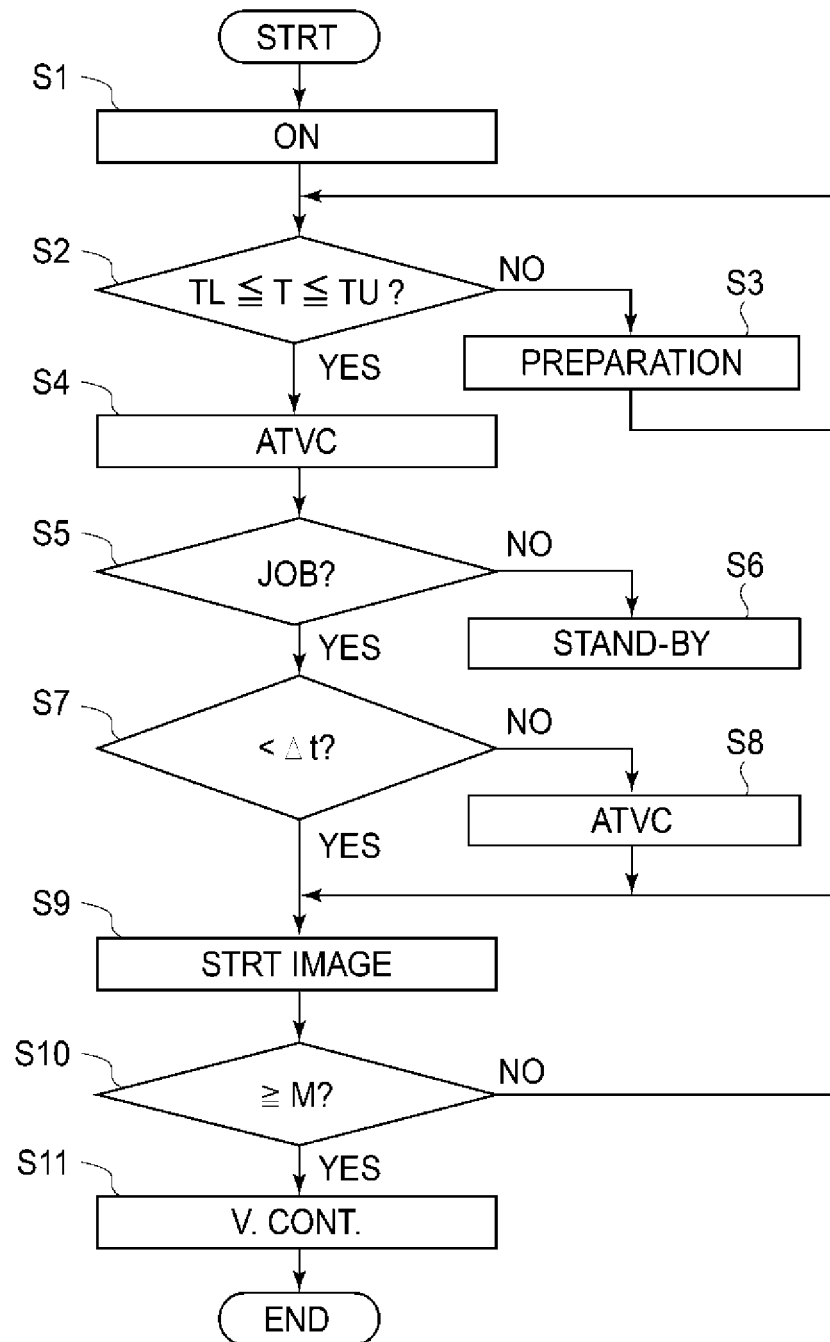 STRT
S1
ON
S2
TL ≦ T ≦ TU ?
NO
S3
PREPARATION
YES
S4
ATVC
S5
JOB?
NO
S6
STAND-BY
YES
S7
< Δ t?
NO
S8
ATVC
YES
S9
STRT IMAGE
S10
≧ M?
NO
YES
S11
V. CONT.
END